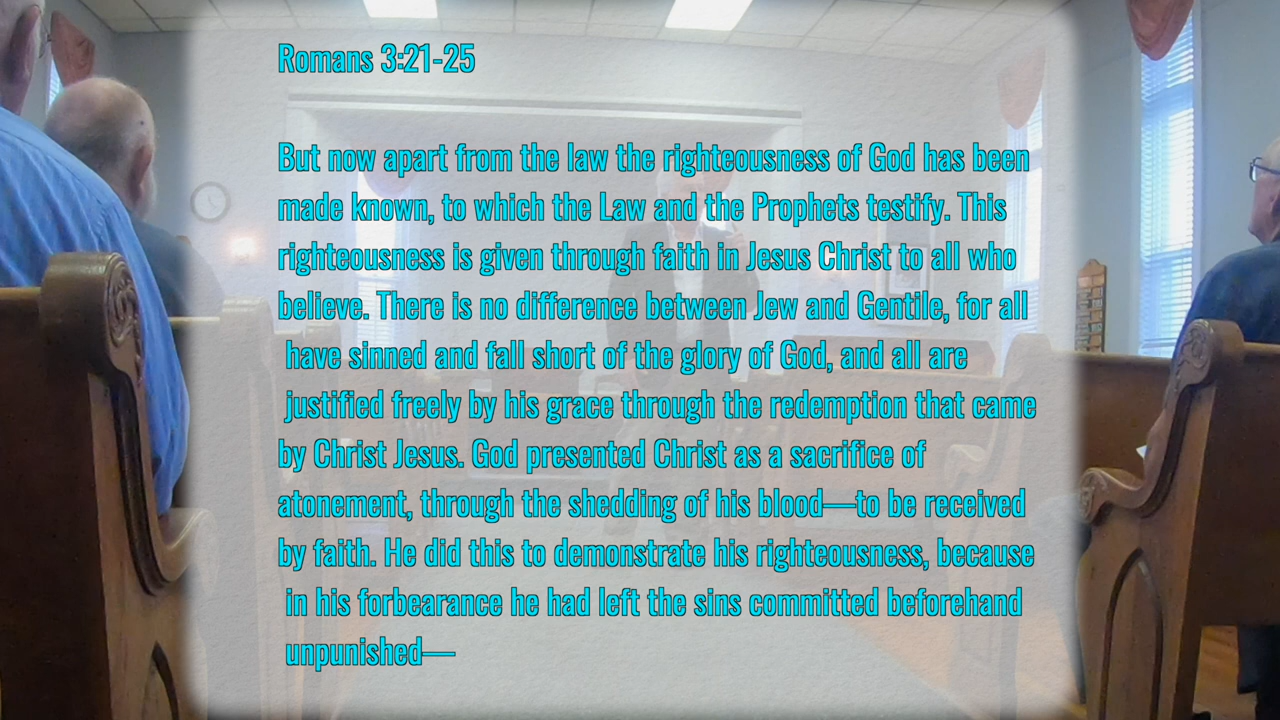 Romans 3:21-25
But now apart from the law the righteousness of God has been
made known, to which the Law and the Prophets testify. This
righteousness is given through faith in Jesus Christ to all who
believe. There is no difference between Jew and Gentile, for all
have sinned and fall short of the glory of God, and all are
justified freely by his grace through the redemption that came
by Christ Jesus. God presented Christ as a sacrifice of
atonement, through the shedding of his blood—to be received
by faith. He did this to demonstrate his righteousness, because
in his forbearance he had left the sins committed beforehand
unpunished—